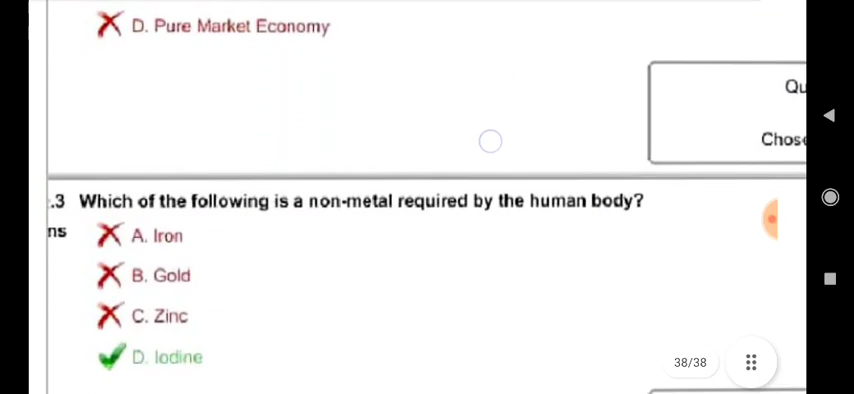 D. Pure Market Economy
Qu
Chos
.3 Which of the following is a non-metal required by the human body?
ns
A. Iron
B. Gold
C. Zinc
D. Iodine
38/38